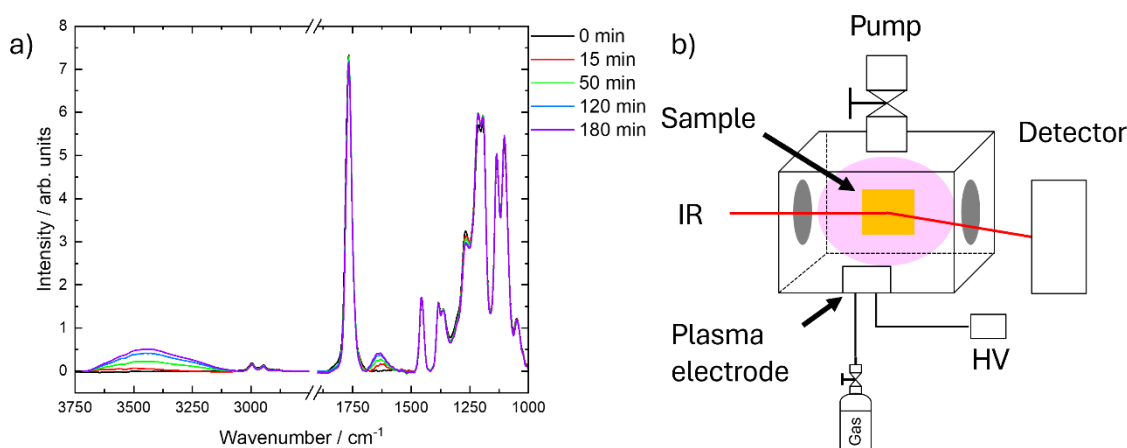 a)
8
7
6
5
4
3
2
1
0
Intensity / arb. units
3750
3500
3250
3000
1750
1500
1250
1000
Wavenumber / cm⁻¹
0 min
15 min
50 min
120 min
180 min
b)
Pump
Sample
Detector
IR
Plasma
electrode
HV
Gas